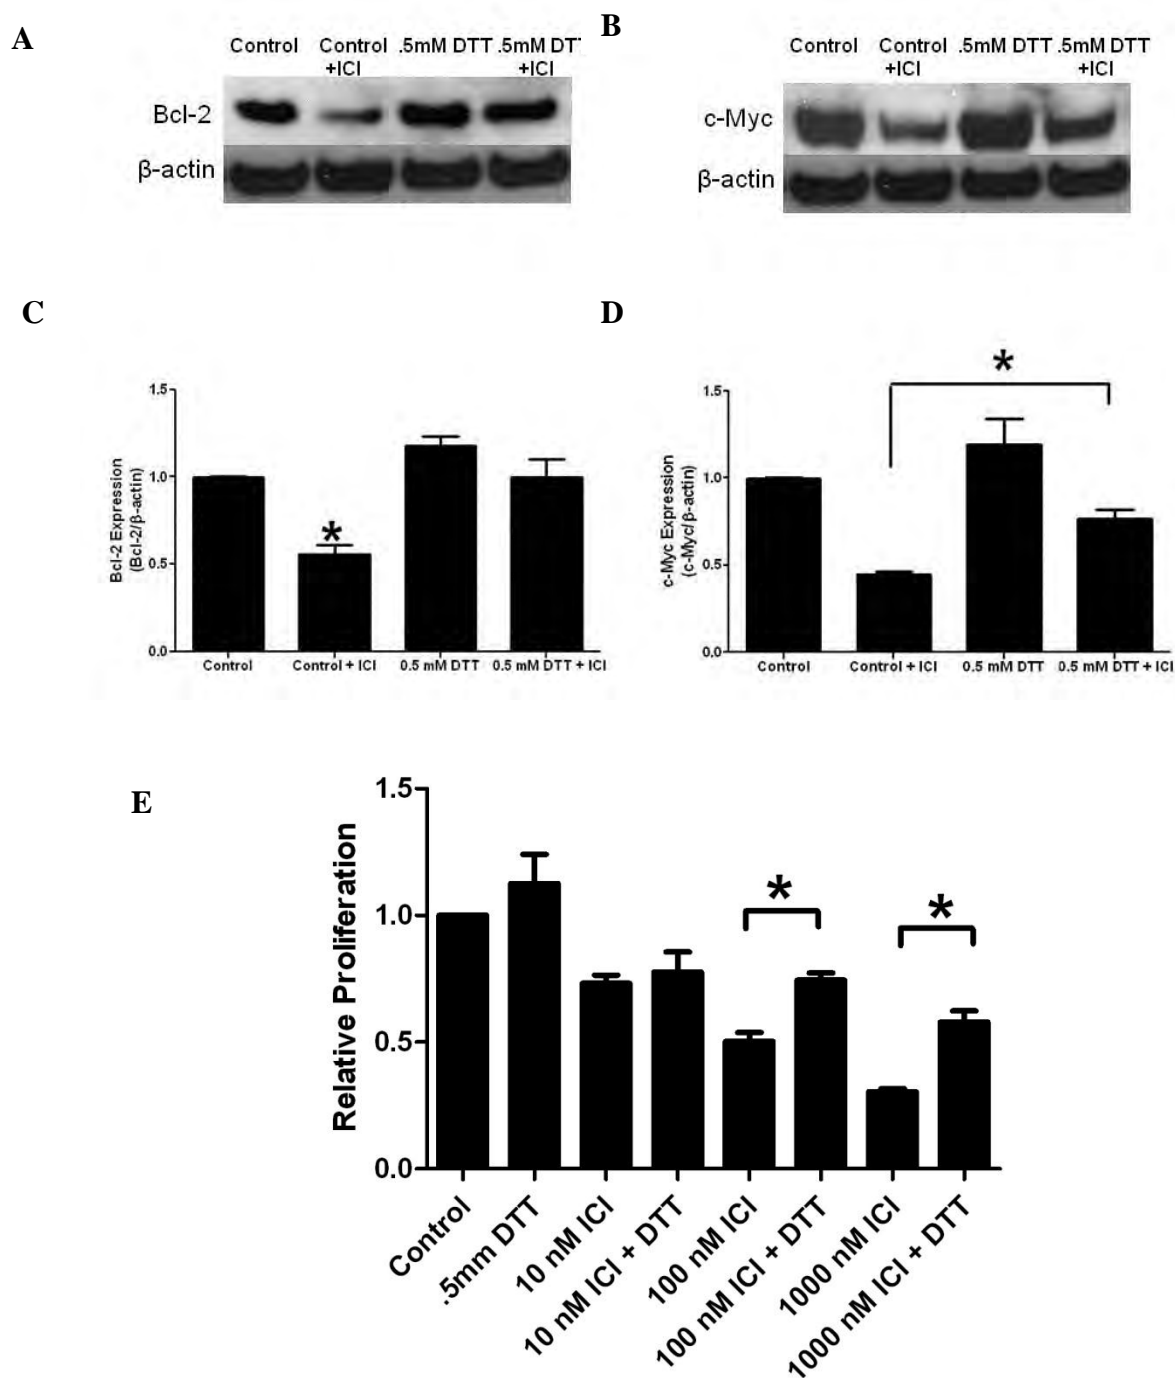 A
Control Control .5mM DTT .5mM DTT
+ICI +ICI
Bcl-2
β-actin
B
Control Control .5mM DTT .5mM DTT
+ICI +ICI
c-Myc
β-actin
C
1.5
1.0
0.5
0.0
Bcl-2 Expression
(Bcl-2/β-actin)
*
Control Control + ICI 0.5 mM DTT 0.5 mM DTT + ICI
D
1.5
1.0
0.5
0.0
c-Myc Expression
(c-Myc/β-actin)
*
Control Control + ICI 0.5 mM DTT 0.5 mM DTT + ICI
E
1.5
1.0
0.5
0.0
Relative Proliferation
*
*
Control
.5mm DTT
10 nM ICI
10 nM ICI + DTT
100 nM ICI
100 nM ICI + DTT
1000 nM ICI
1000 nM ICI + DTT